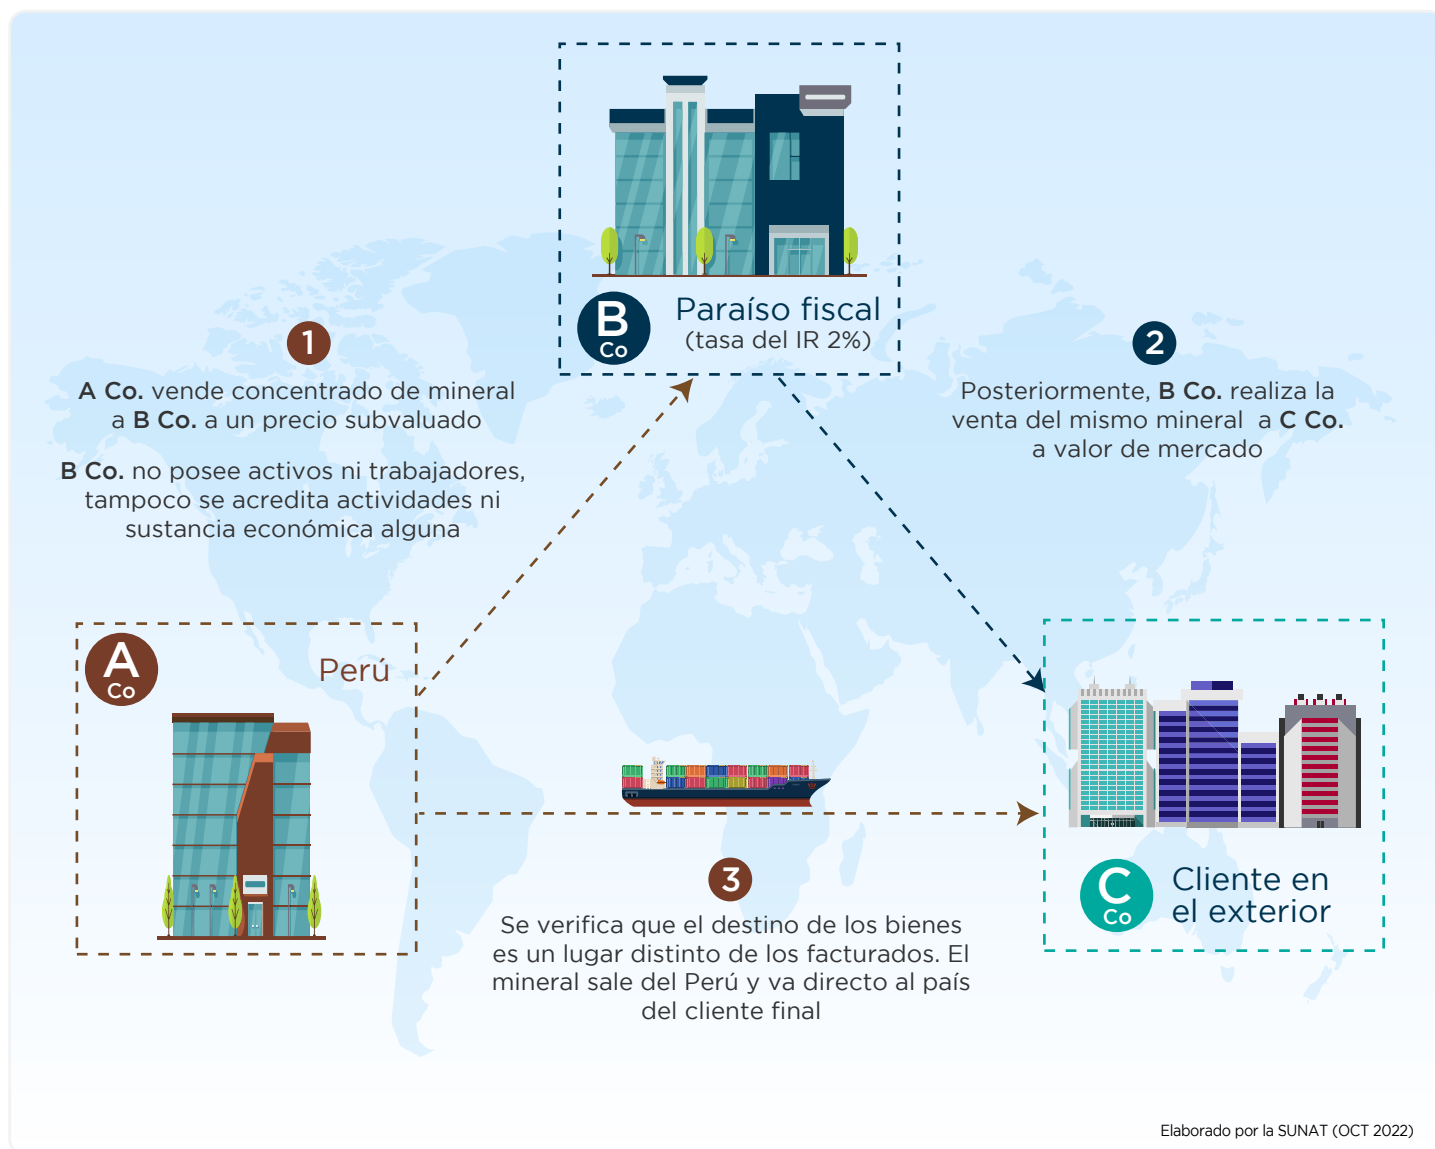 B
Co
Paraíso fiscal
(tasa del IR 2%)
1
A Co. vende concentrado de mineral
a B Co. a un precio subvaluado
B Co. no posee activos ni trabajadores,
tampoco se acredita actividades ni
sustancia económica alguna
2
Posteriormente, B Co. realiza la
venta del mismo mineral a C Co.
a valor de mercado
A
Co
Perú
3
Se verifica que el destino de los bienes
es un lugar distinto de los facturados. El
mineral sale del Perú y va directo al país
del cliente final
C
Co
Cliente en
el exterior
Elaborado por la SUNAT (OCT 2022)